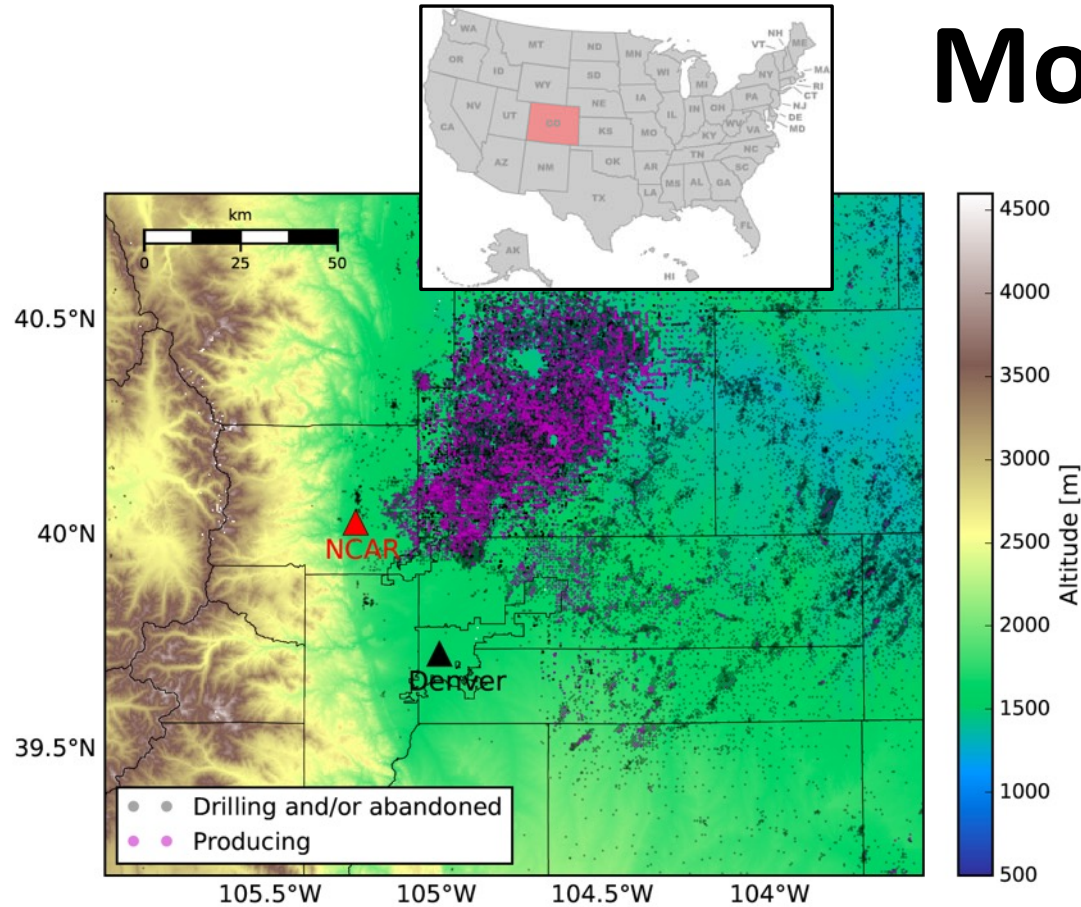 Mo
WA
MT
ND
MN
OR
ID
SD
WI
MI
NH
VT
ME
NY
MA
RI
CT
WY
NE
IA
PA
NJ
NV
UT
CO
IL
IN
OH
DE
MD
CA
KS
MO
WV
VA
KY
AZ
NM
OK
AR
TN
NC
SC
TX
LA
MS
AL
GA
FL
AK
HI
km
0 25 50
40.5°N
40°N
39.5°N
NCAR
Denver
Drilling and/or abandoned
Producing
105.5°W 105°W 104.5°W 104°W
4500
4000
3500
3000
2500
2000
1500
1000
500
Altitude [m]